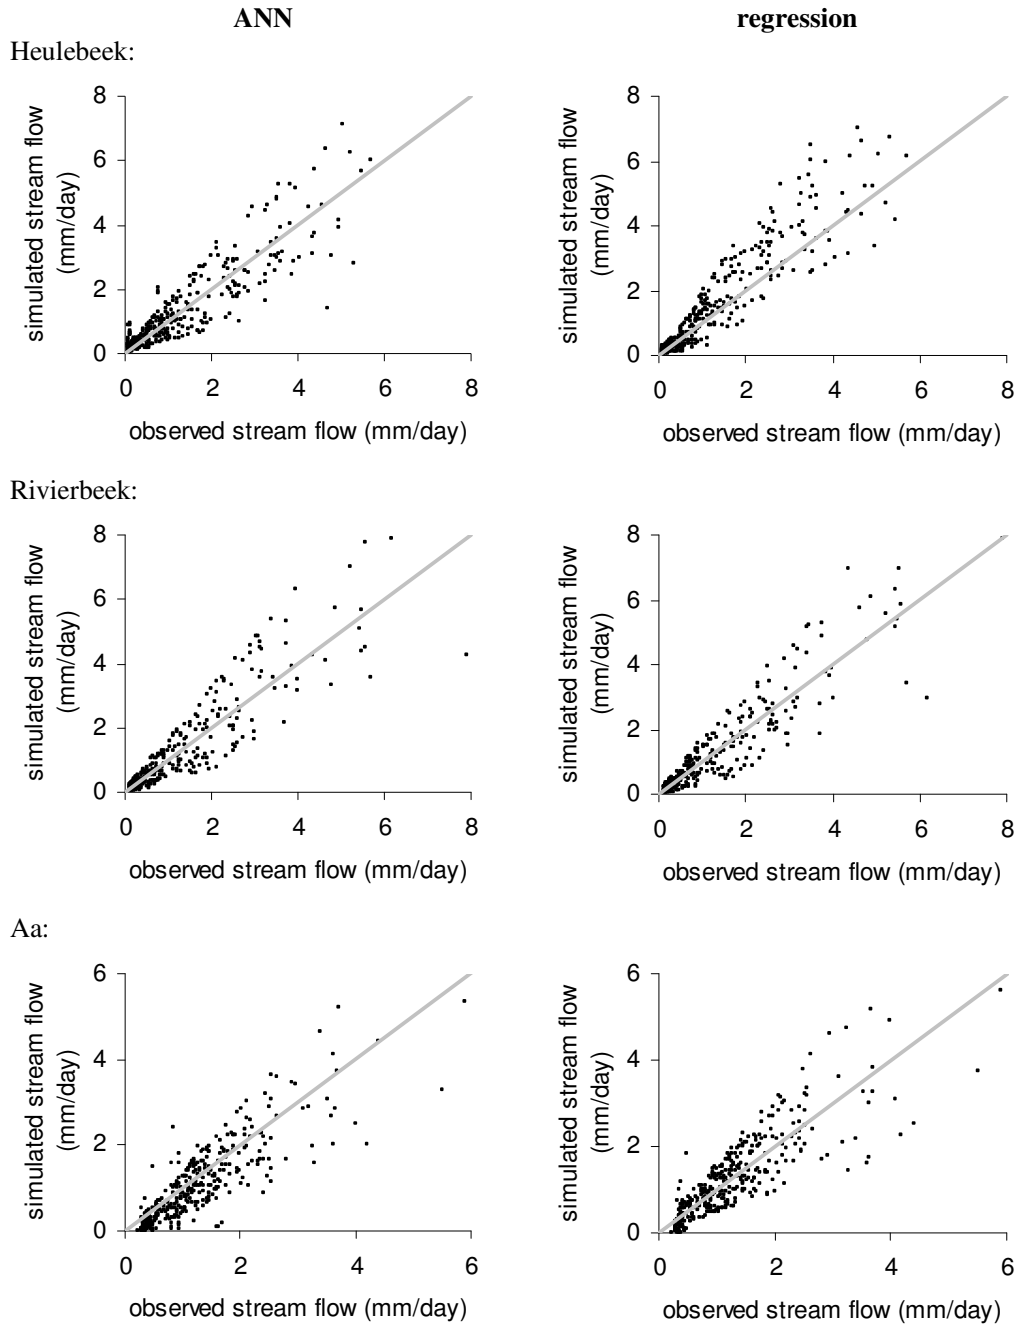 ANN
regression
Heulebeek:
simulated stream flow
(mm/day)
8
6
4
2
0
0 2 4 6 8
observed stream flow (mm/day)
simulated stream flow
(mm/day)
8
6
4
2
0
0 2 4 6 8
observed stream flow (mm/day)
Rivierbeek:
simulated stream flow
(mm/day)
8
6
4
2
0
0 2 4 6 8
observed stream flow (mm/day)
simulated stream flow
(mm/day)
8
6
4
2
0
0 2 4 6 8
observed stream flow (mm/day)
Aa:
simulated stream flow
(mm/day)
6
4
2
0
0 2 4 6
observed stream flow (mm/day)
simulated stream flow
(mm/day)
6
4
2
0
0 2 4 6
observed stream flow (mm/day)